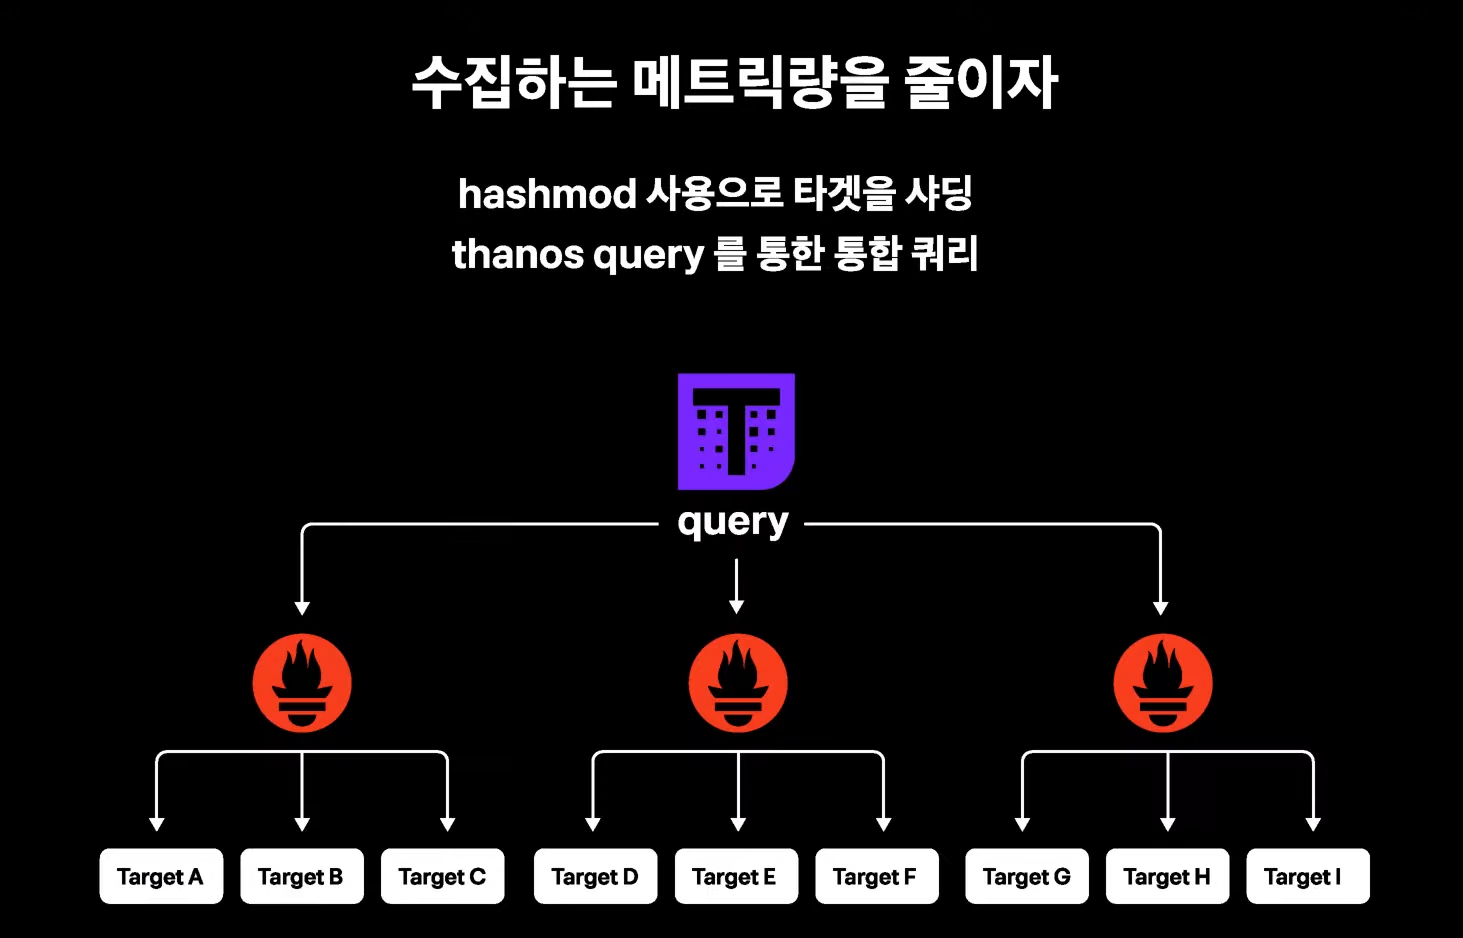 수집하는 메트릭량을 줄이자
hashmod 사용으로 타겟을 샤딩
thanos query 를 통한 통합 쿼리
T
query
Target A
Target B
Target C
Target D
Target E
Target F
Target G
Target H
Target I